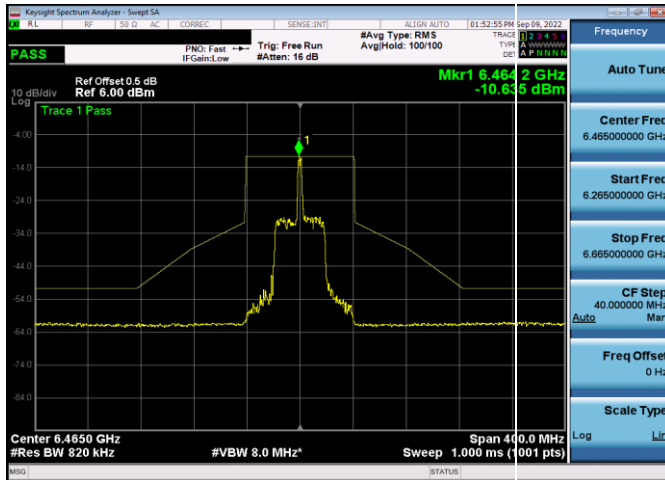 Keysight Spectrum Analyzer - Swept SA
RL RF 50 Ω AC CORREC SENSE:INT ALIGN AUTO 01:52:55 PM Sep 09, 2022
PASS
PNO: Fast
IFGain:Low
Trig: Free Run
#Atten: 16 dB
#Avg Type: RMS
Avg|Hold: 100/100
TRACE 1 2 3 4 5 6
TYPE A WWWWW
DET A P N N N N
Frequency
Ref Offset 0.5 dB
10 dB/div Ref 6.00 dBm
Mkr1 6.464 2 GHz
-10.635 dBm
Auto Tune
Log
Trace 1 Pass
1
-4.00
-14.0
-24.0
-34.0
-44.0
-54.0
-64.0
-74.0
-84.0
Center Freq
6.465000000 GHz
Start Freq
6.265000000 GHz
Stop Freq
6.665000000 GHz
CF Step
40.000000 MHz
Auto Man
Freq Offset
0 Hz
Scale Type
Log Lin
Center 6.4650 GHz Span 400.0 MHz
#Res BW 820 kHz #VBW 8.0 MHz* Sweep 1.000 ms (1001 pts)
MSG STATUS